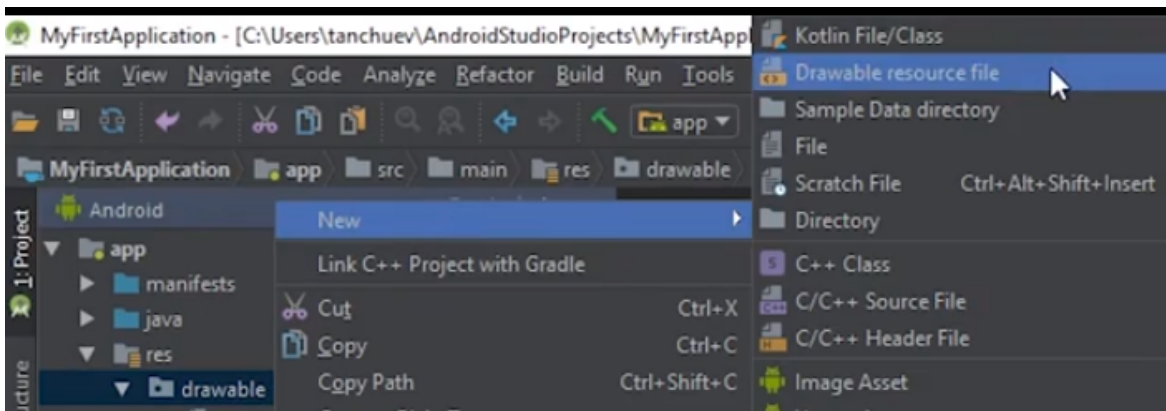 MyFirstApplication - [C:\Users\tanchuev\AndroidStudioProjects\MyFirstAppl
File Edit View Navigate Code Analyze Refactor Build Run Tools
app
MyFirstApplication app src main res drawable
1: Project
Android
app
manifests
java
res
drawable
New
Link C++ Project with Gradle
Cut Ctrl+X
Copy Ctrl+C
Copy Path Ctrl+Shift+C
Kotlin File/Class
Drawable resource file
Sample Data directory
File
Scratch File Ctrl+Alt+Shift+Insert
Directory
S C++ Class
C/C++ Source File
C/C++ Header File
Image Asset